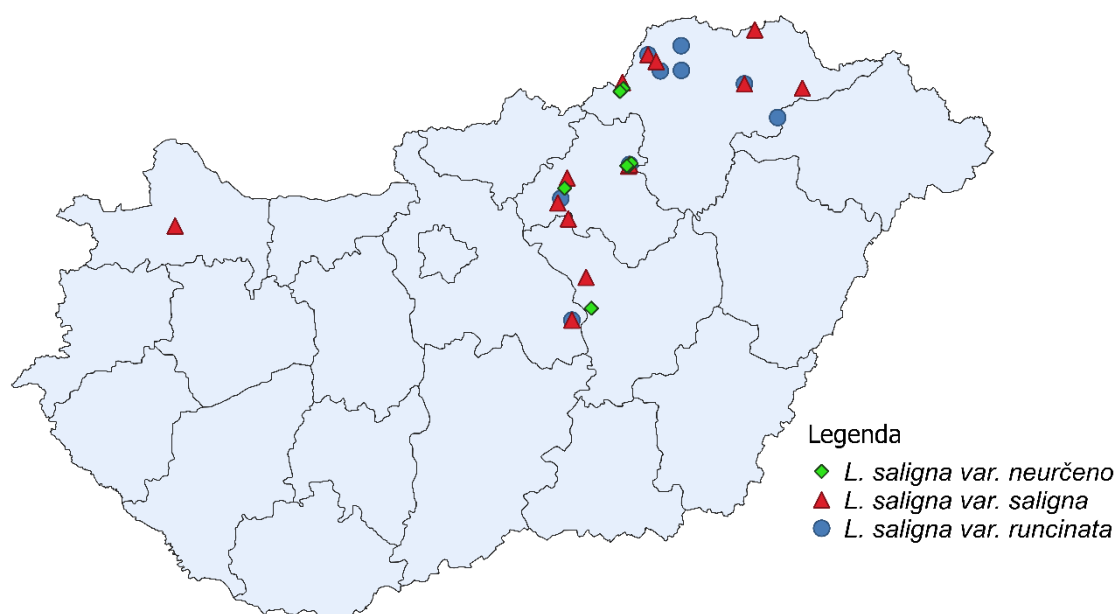 Legenda
L. saligna var. neurčeno
L. saligna var. saligna
L. saligna var. runcinata